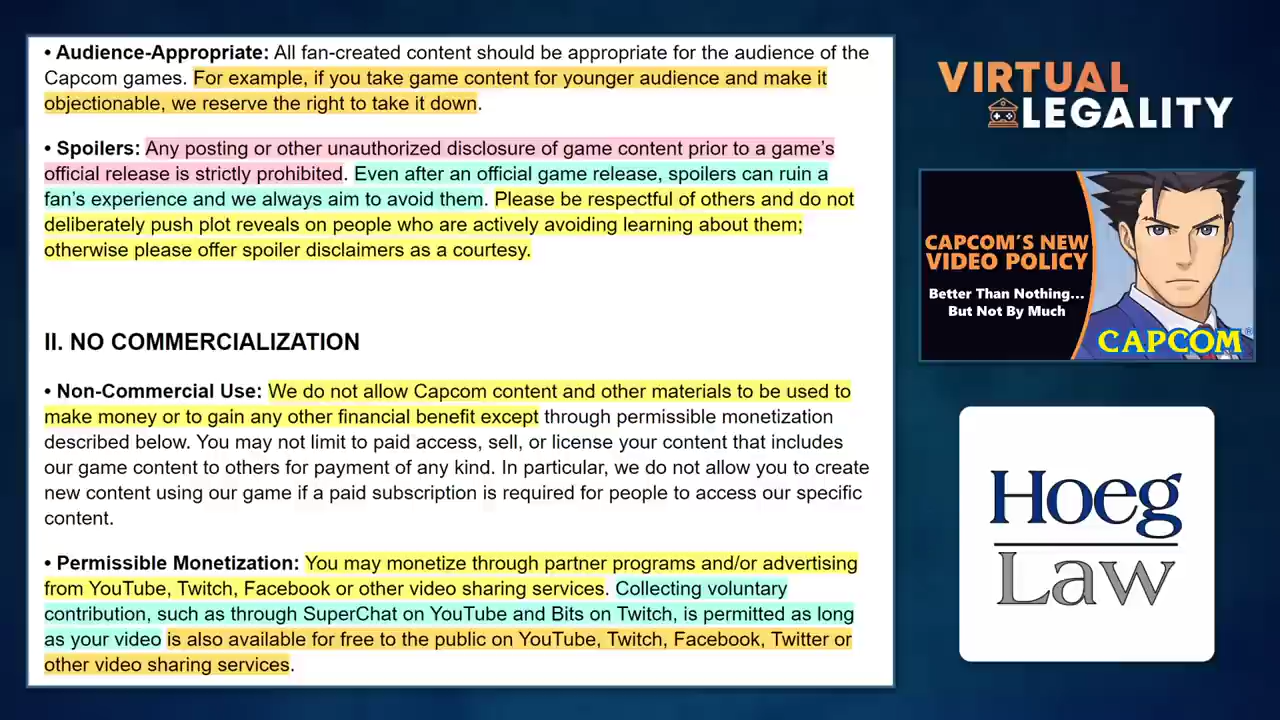 • Audience-Appropriate: All fan-created content should be appropriate for the audience of the
Capcom games. For example, if you take game content for younger audience and make it
objectionable, we reserve the right to take it down.
• Spoilers: Any posting or other unauthorized disclosure of game content prior to a game's
official release is strictly prohibited. Even after an official game release, spoilers can ruin a
fan's experience and we always aim to avoid them. Please be respectful of others and do not
deliberately push plot reveals on people who are actively avoiding learning about them;
otherwise please offer spoiler disclaimers as a courtesy.
II. NO COMMERCIALIZATION
• Non-Commercial Use: We do not allow Capcom content and other materials to be used to
make money or to gain any other financial benefit except through permissible monetization
described below. You may not limit to paid access, sell, or license your content that includes
our game content to others for payment of any kind. In particular, we do not allow you to create
new content using our game if a paid subscription is required for people to access our specific
content.
• Permissible Monetization: You may monetize through partner programs and/or advertising
from YouTube, Twitch, Facebook or other video sharing services. Collecting voluntary
contribution, such as through SuperChat on YouTube and Bits on Twitch, is permitted as long
as your video is also available for free to the public on YouTube, Twitch, Facebook, Twitter or
other video sharing services.
VIRTUAL
LEGALITY
CAPCOM'S NEW
VIDEO POLICY
Better Than Nothing...
But Not By Much
CAPCOM®
Hoeg
Law